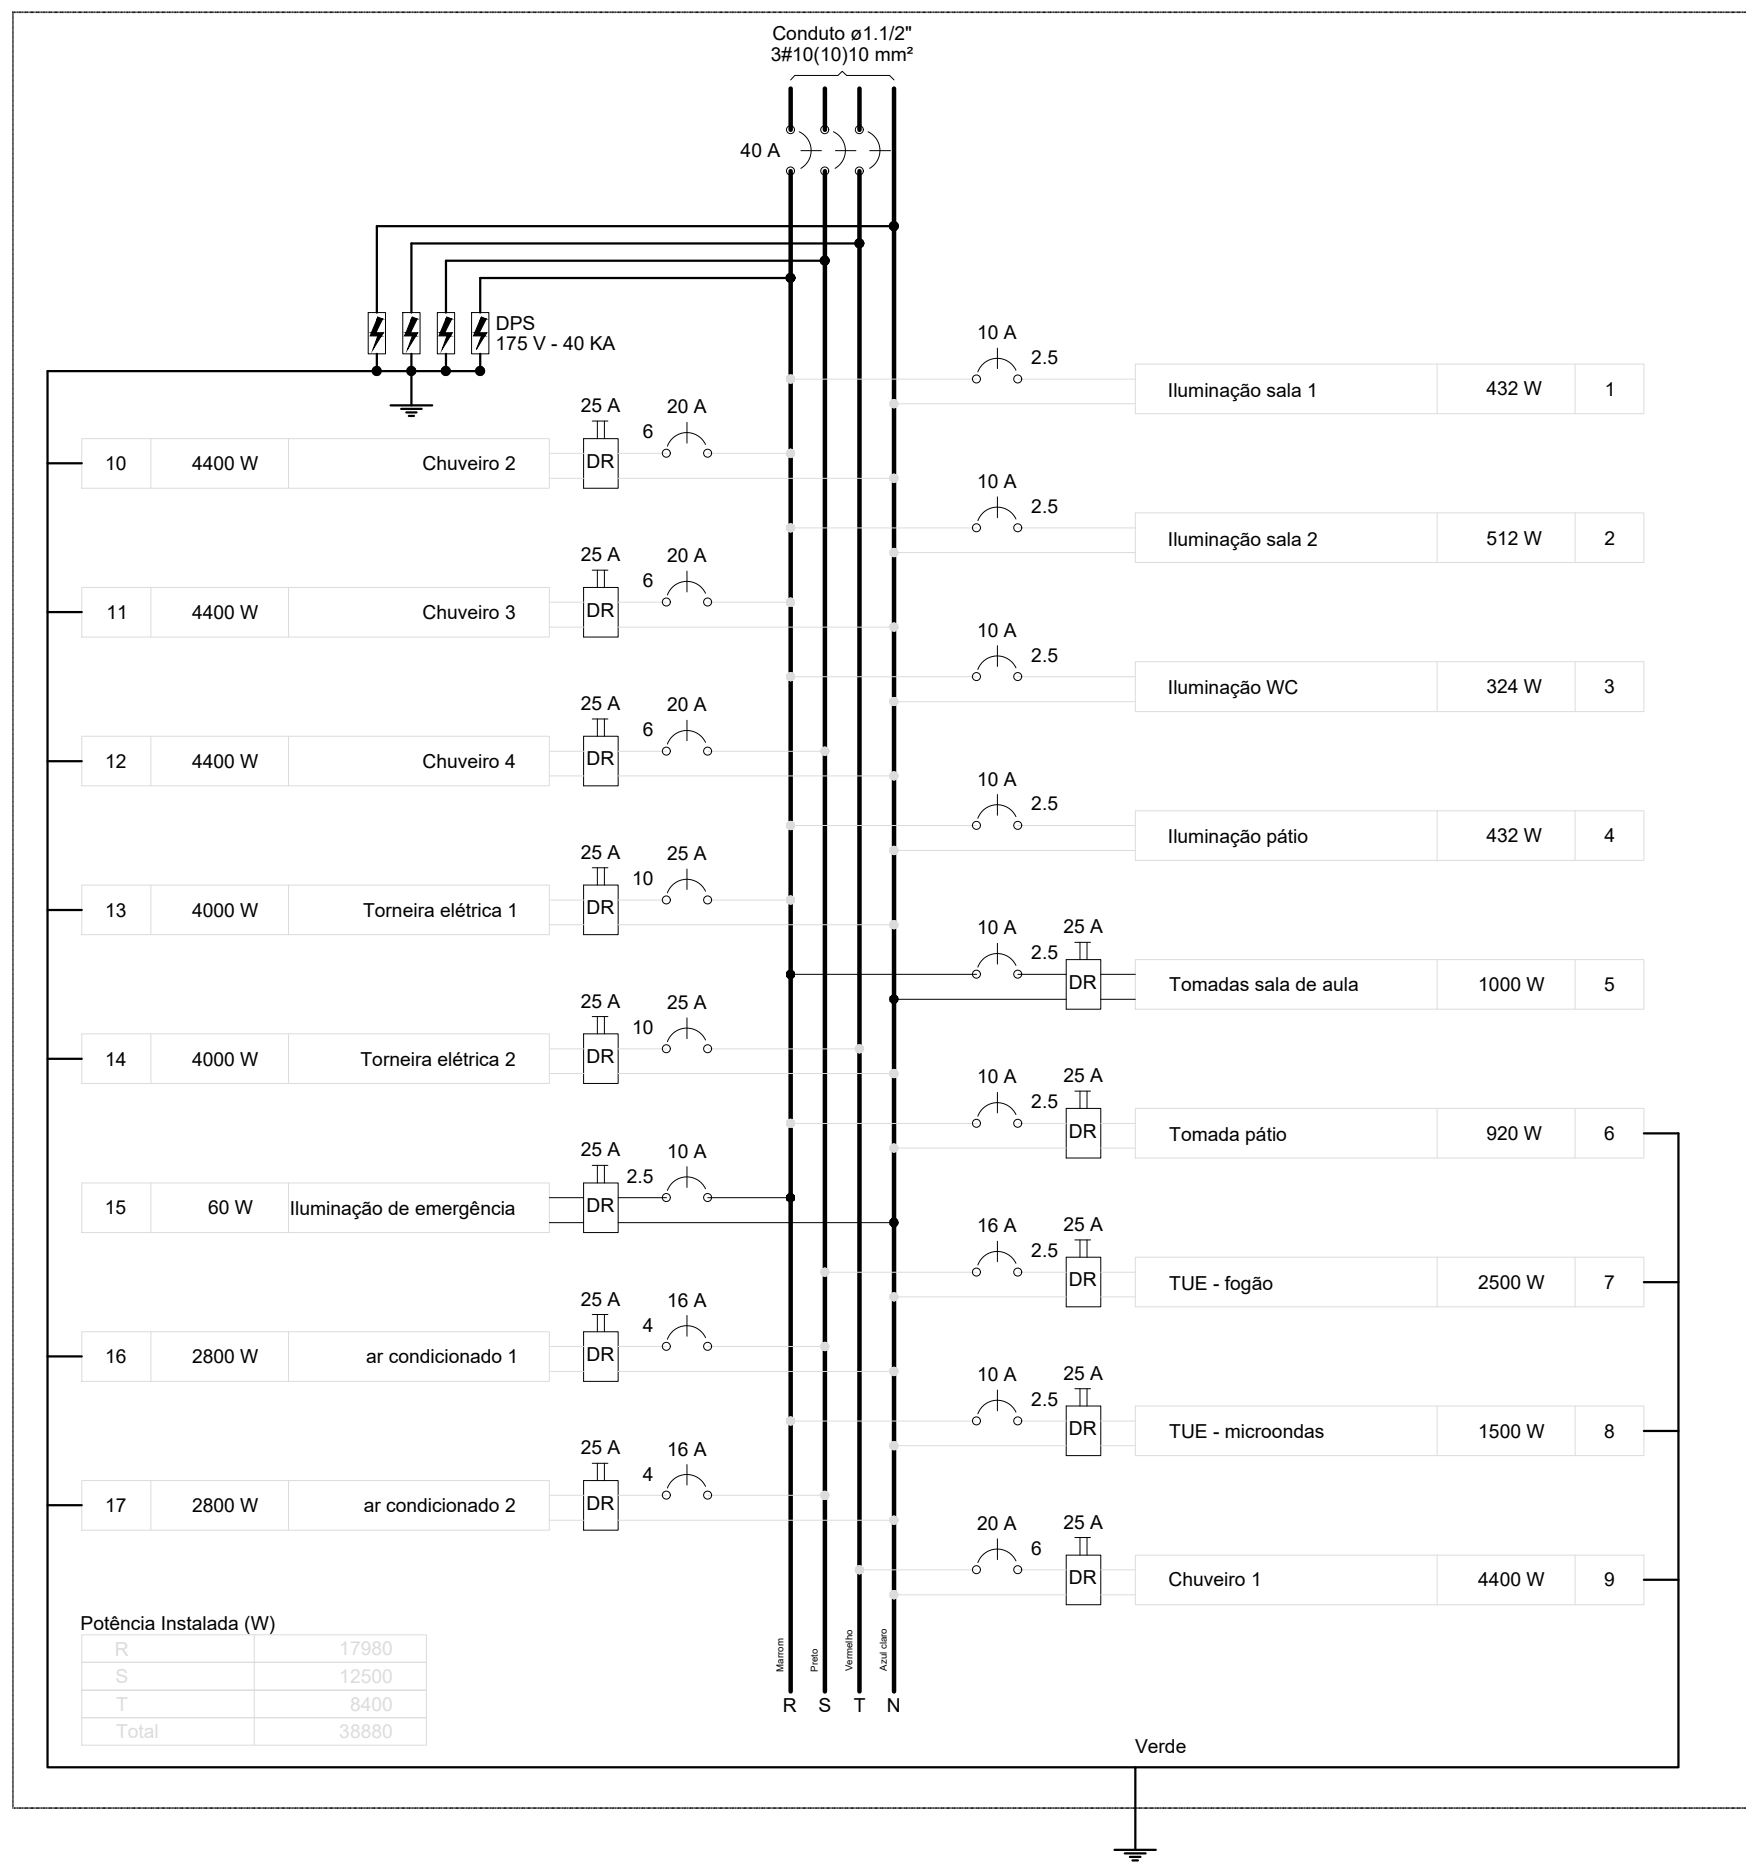 Conduto ø1.1/2"
3#10(10)10 mm²
40 A
DPS
175 V - 40 KA
10 A
2.5
Iluminação sala 1 432 W 1
25 A 20 A
6
10 4400 W Chuveiro 2 DR
10 A
2.5
Iluminação sala 2 512 W 2
25 A 20 A
6
11 4400 W Chuveiro 3 DR
10 A
2.5
Iluminação WC 324 W 3
25 A 20 A
6
12 4400 W Chuveiro 4 DR
10 A
2.5
Iluminação pátio 432 W 4
25 A 25 A
10
13 4000 W Torneira elétrica 1 DR
10 A 25 A
2.5
DR Tomadas sala de aula 1000 W 5
25 A 25 A
10
14 4000 W Torneira elétrica 2 DR
10 A 25 A
2.5
DR Tomada pátio 920 W 6
25 A 10 A
2.5
15 60 W Iluminação de emergência DR
16 A 25 A
2.5
DR TUE - fogão 2500 W 7
25 A 16 A
4
16 2800 W ar condicionado 1 DR
10 A 25 A
2.5
DR TUE - microondas 1500 W 8
25 A 16 A
4
17 2800 W ar condicionado 2 DR
20 A 25 A
6
DR Chuveiro 1 4400 W 9
Potência Instalada (W)
R 17980
S 12500
T 8400
Total 38880
Marrom Preto Vermelho Azul claro
R S T N
Verde